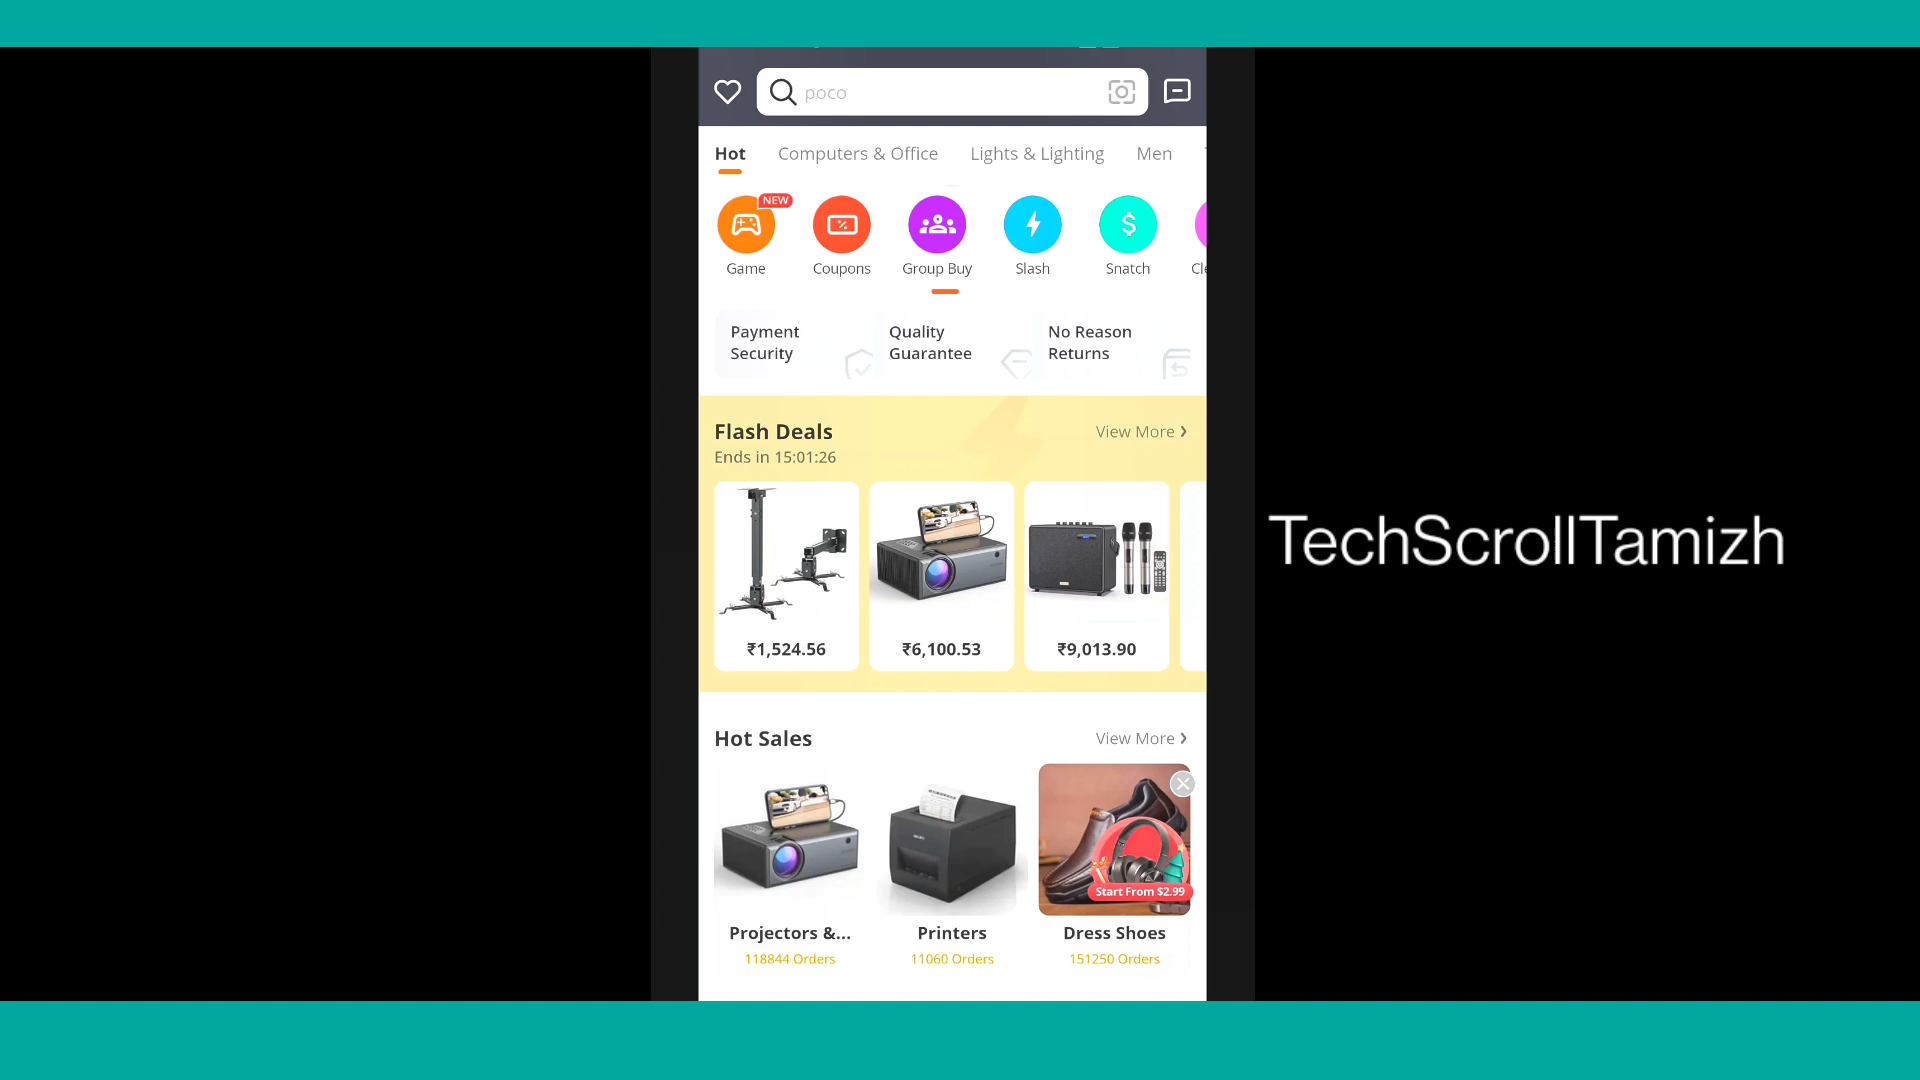 poco
Hot Computers & Office Lights & Lighting Men
NEW
Game Coupons Group Buy Slash Snatch
Payment Security
Quality Guarantee
No Reason Returns
Flash Deals View More
Ends in 15:01:26
₹1,524.56 ₹6,100.53 ₹9,013.90
TechScrollTamizh
Hot Sales View More
Start From $2.99
Projectors &... Printers Dress Shoes
118844 Orders 11060 Orders 151250 Orders